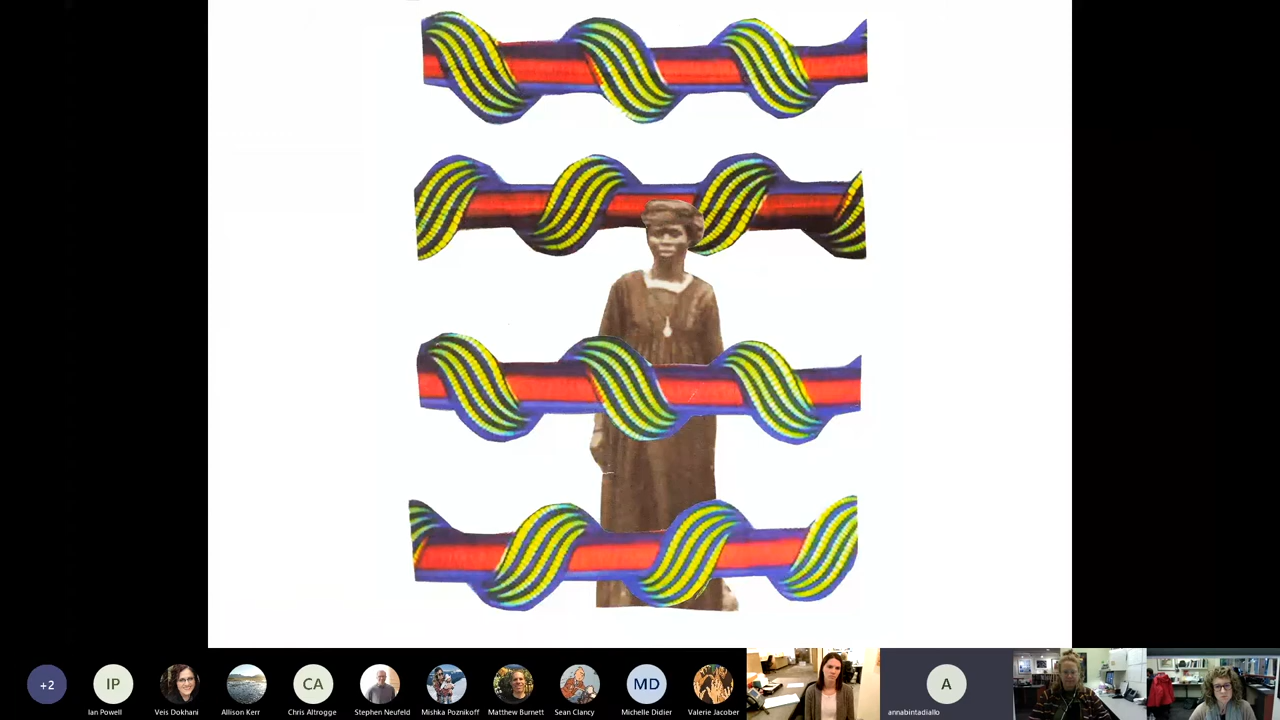 +2
IP
CA
MD
A
Ian Powell
Veis Dokhani
Allison Kerr
Chris Altrogge
Stephen Neufeld
Mishka Poznikoff
Matthew Burnett
Sean Clancy
Michelle Didier
Valerie Jacober
annabintadiallo